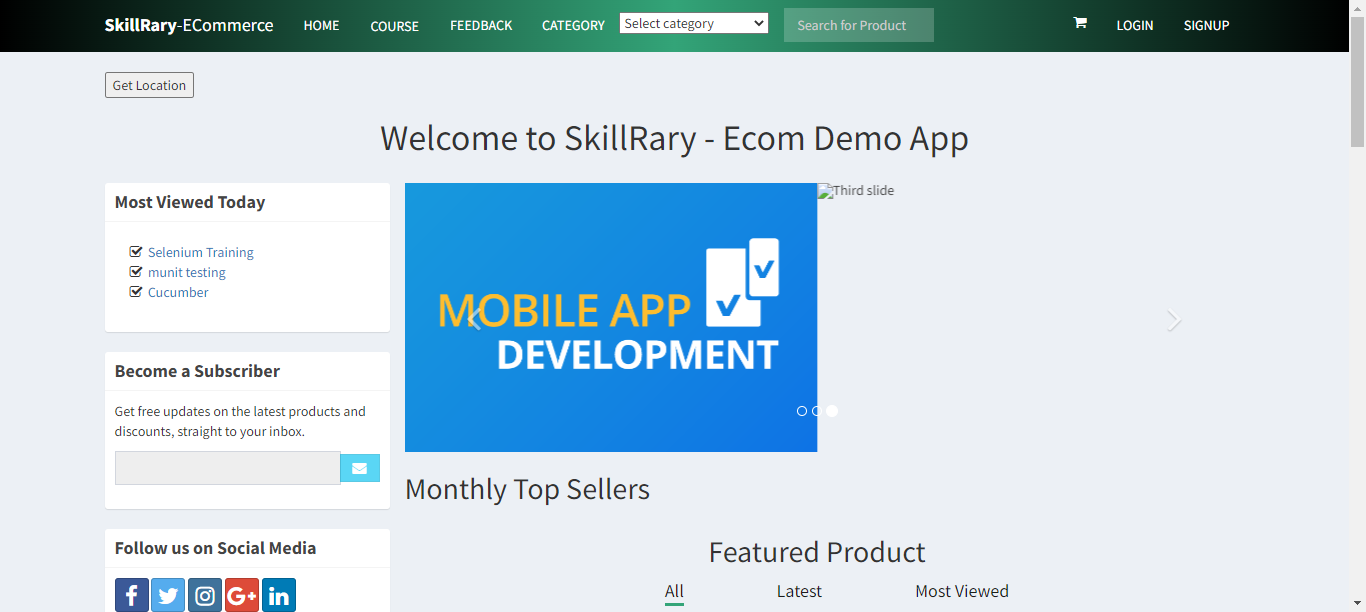 SkillRary-ECommerce HOME COURSE FEEDBACK CATEGORY Select category Search for Product LOGIN SIGNUP
Get Location
Welcome to SkillRary - Ecom Demo App
Most Viewed Today
Selenium Training
munit testing
Cucumber
Become a Subscriber
Get free updates on the latest products and
discounts, straight to your inbox.
Follow us on Social Media
f G+ in
MOBILE APP
DEVELOPMENT
Third slide
Monthly Top Sellers
Featured Product
All Latest Most Viewed